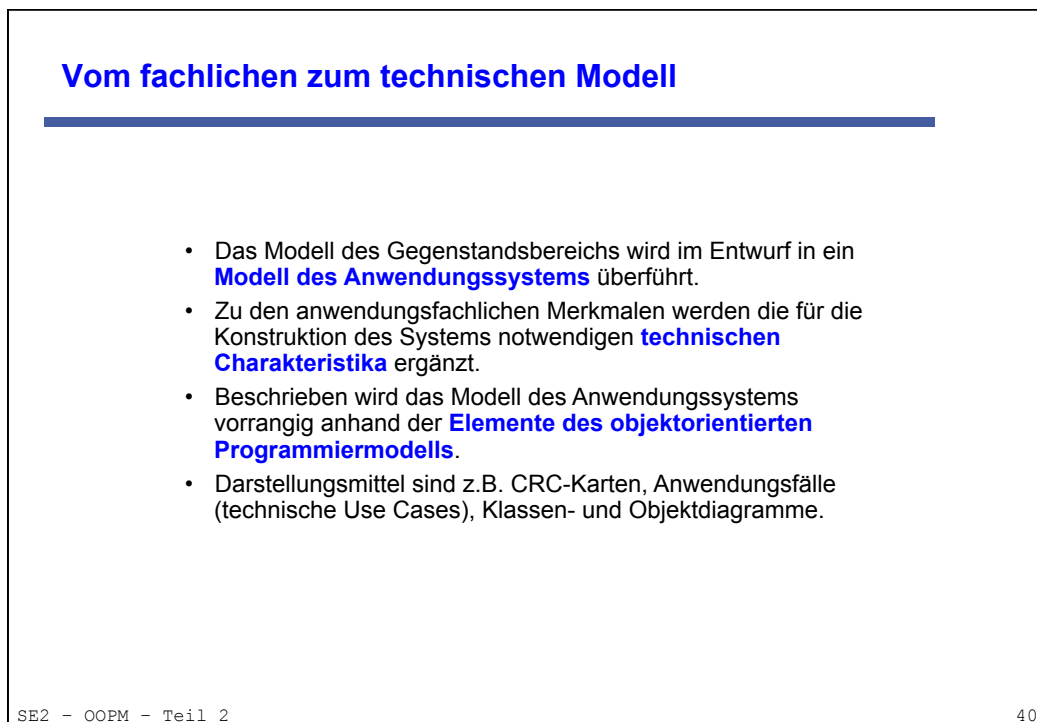 Vom fachlichen zum technischen Modell
• Das Modell des Gegenstandsbereichs wird im Entwurf in ein
Modell des Anwendungssystems überführt.
• Zu den anwendungsfachlichen Merkmalen werden die für die
Konstruktion des Systems notwendigen technischen
Charakteristika ergänzt.
• Beschrieben wird das Modell des Anwendungssystems
vorrangig anhand der Elemente des objektorientierten
Programmiermodells.
• Darstellungsmittel sind z.B. CRC-Karten, Anwendungsfälle
(technische Use Cases), Klassen- und Objektdiagramme.
SE2 – OOPM – Teil 2 40